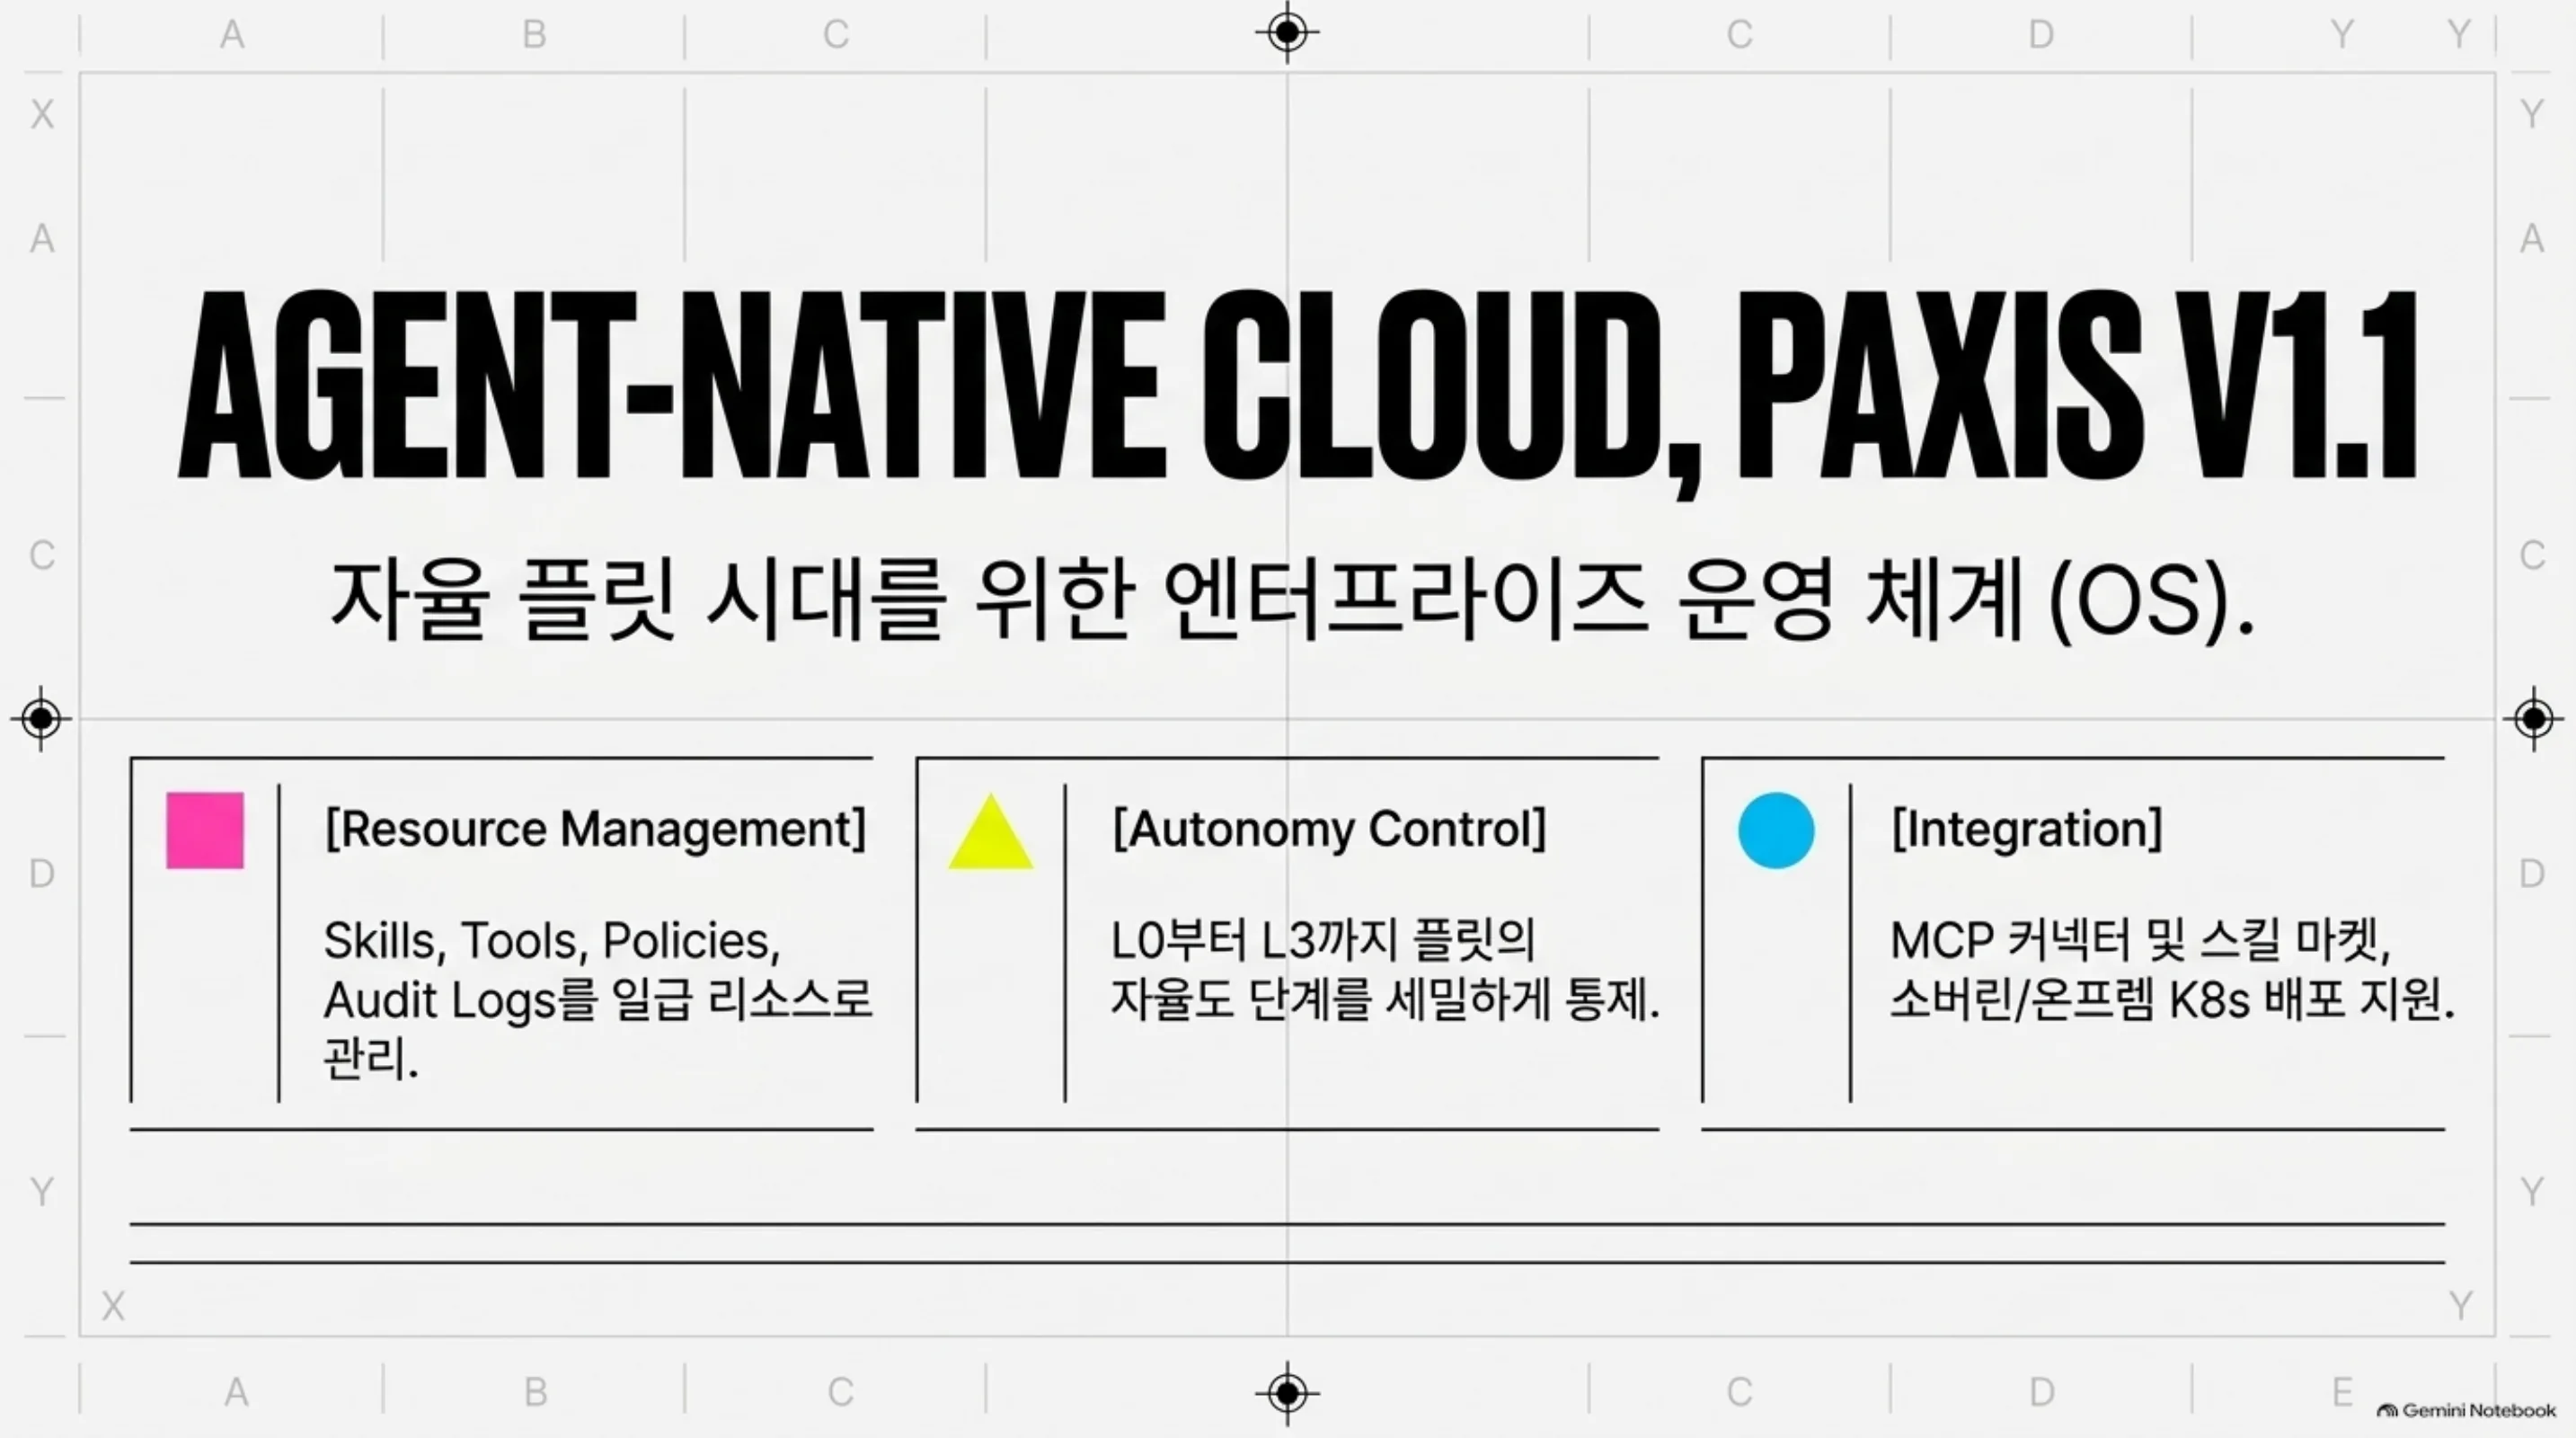 A B C C D Y Y
X Y
A A
AGENT-NATIVE CLOUD, PAXIS V1.1
C C
자율 플릿 시대를 위한 엔터프라이즈 운영 체계 (OS).
D D
[Resource Management]
Skills, Tools, Policies,
Audit Logs를 일급 리소스로
관리.
[Autonomy Control]
L0부터 L3까지 플릿의
자율도 단계를 세밀하게 통제.
[Integration]
MCP 커넥터 및 스킬 마켓,
소버린/온프렘 K8s 배포 지원.
Y Y
X Y
A B C C D E
Gemini Notebook